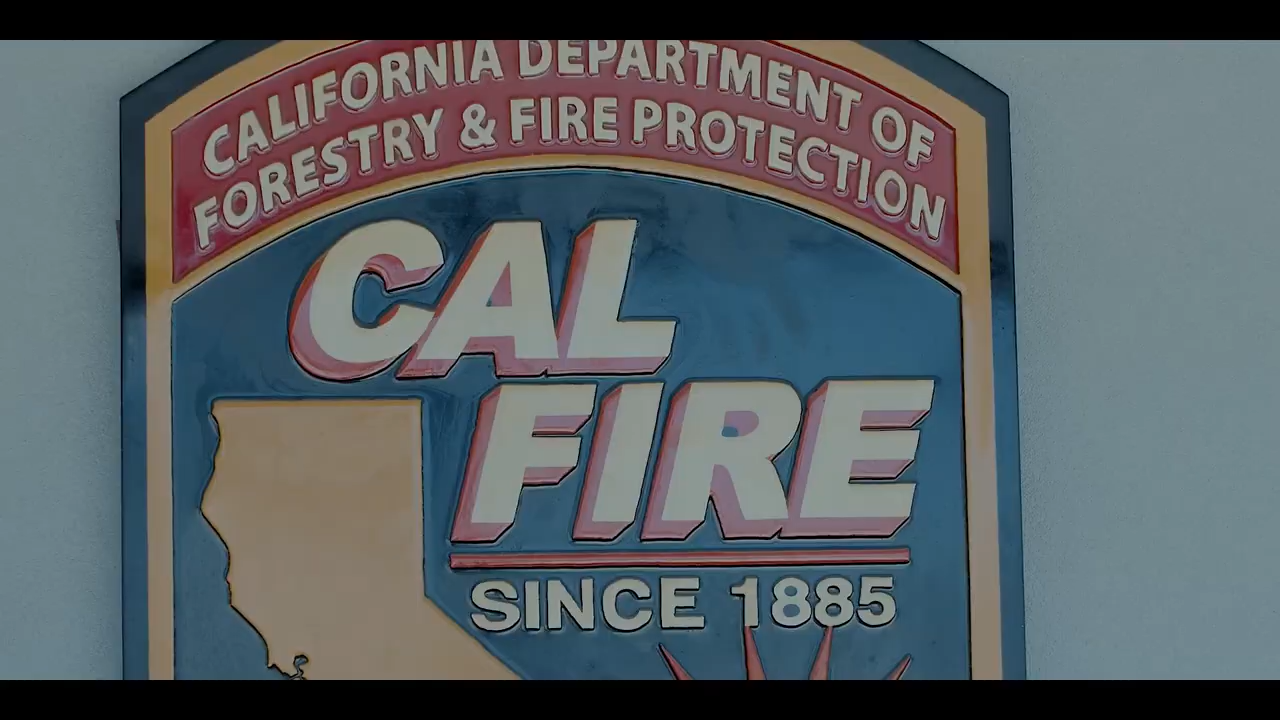 CALIFORNIA DEPARTMENT OF
FORESTRY & FIRE PROTECTION
CAL
FIRE
SINCE 1885